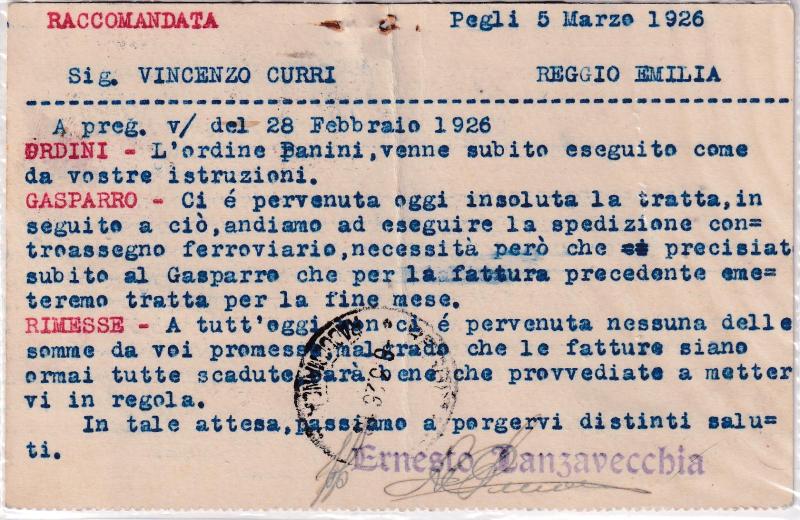 RACCOMANDATA Pegli 5 Marzo 1926
Sig. VINCENZO CURRI REGGIO EMILIA
A preg. v/ del 28 Febbraio 1926
ORDINI - L'ordine Panini,venne subito eseguito come
da vostre istruzioni.
GASPARRO - Ci é pervenuta oggi insoluta la tratta,in
seguito a ciò,andiamo ad eseguire la spedizione con=
troassegno ferroviario,necessità però che precisiat
subito al Gasparro che per la fattura precedente eme=
teremo tratta per la fine mese.
RIMESSE - A tutt'oggi non ci é pervenuta nessuna delle
somme da voi promesse malgrado che le fatture siano
ormai tutte scadute, sarà bene che provvediate a metter
vi in regola.
In tale attesa,passiamo a porgervi distinti salu=
ti.
Ernesto Lanzavecchia